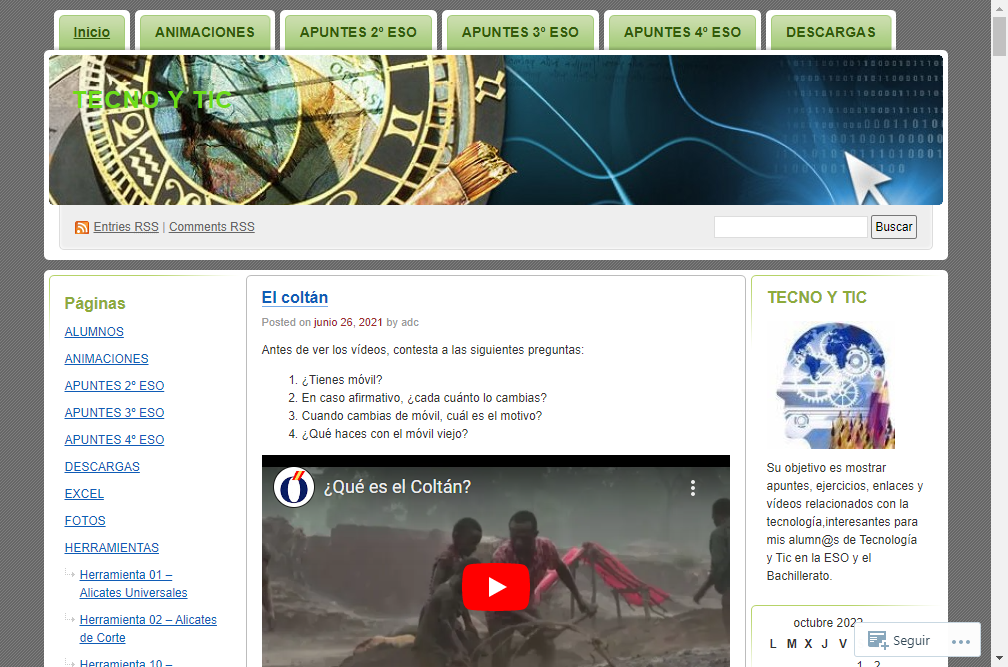 Inicio
ANIMACIONES
APUNTES 2º ESO
APUNTES 3º ESO
APUNTES 4º ESO
DESCARGAS
TECNO Y TIC
Entries RSS | Comments RSS
Buscar
Páginas
ALUMNOS
ANIMACIONES
APUNTES 2º ESO
APUNTES 3º ESO
APUNTES 4º ESO
DESCARGAS
EXCEL
FOTOS
HERRAMIENTAS
Herramienta 01 –
Alicates Universales
Herramienta 02 – Alicates
de Corte
Herramienta 10 –
El coltán
Posted on junio 26, 2021 by adc
Antes de ver los vídeos, contesta a las siguientes preguntas:
1. ¿Tienes móvil?
2. En caso afirmativo, ¿cada cuánto lo cambias?
3. Cuando cambias de móvil, cuál es el motivo?
4. ¿Qué haces con el móvil viejo?
¿Qué es el Coltán?
TECNO Y TIC
Su objetivo es mostrar
apuntes, ejercicios, enlaces y
vídeos relacionados con la
tecnología,interesantes para
mis alumn@s de Tecnología
y Tic en la ESO y el
Bachillerato.
octubre 2022
L M X J V
1 2
Seguir